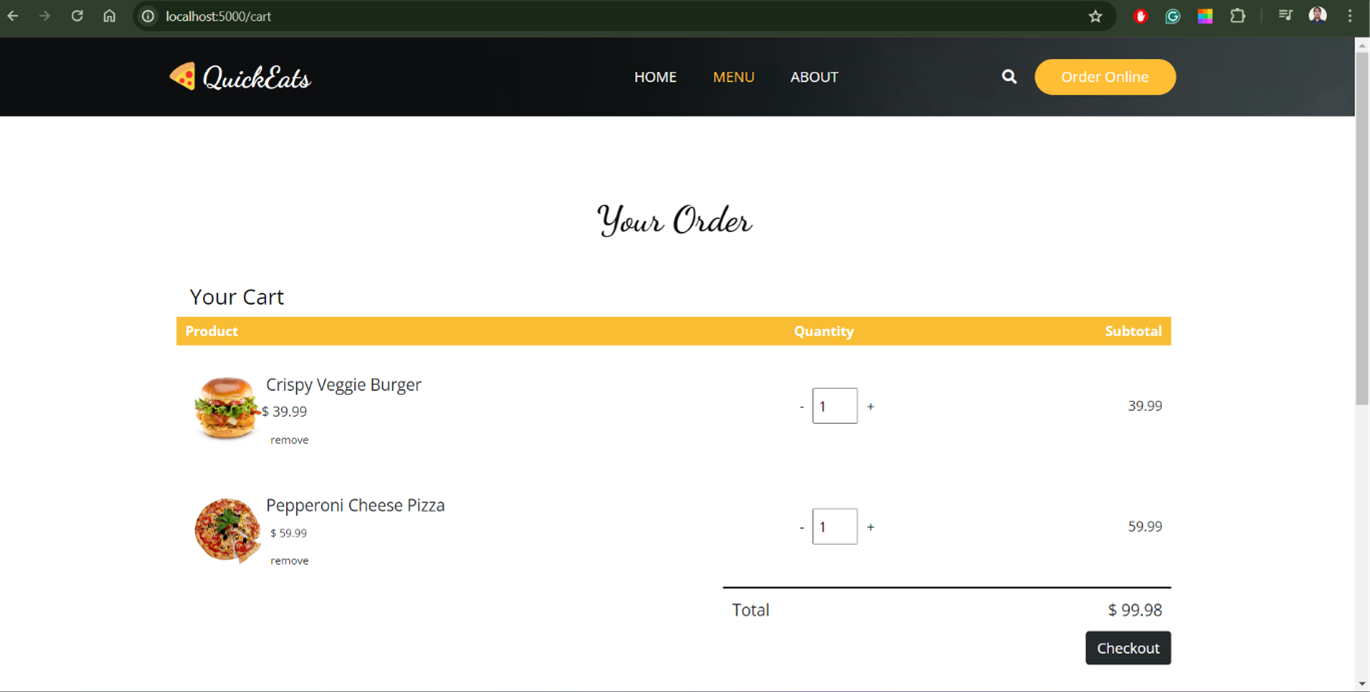 localhost:5000/cart
QuickEats HOME MENU ABOUT Order Online
Your Order
Your Cart
Product Quantity Subtotal
Crispy Veggie Burger
$ 39.99
- 1 + 39.99
remove
Pepperoni Cheese Pizza
$ 59.99
- 1 + 59.99
remove
Total $ 99.98
Checkout